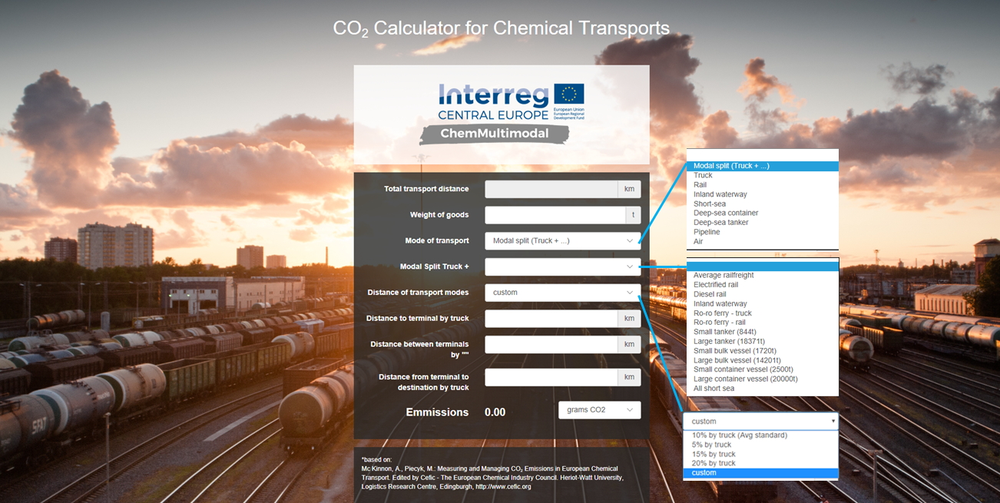 CO2 Calculator for Chemical Transports
Interreg
CENTRAL EUROPE
European Union
European Regional
Development Fund
ChemMultimodal
Total transport distance km
Weight of goods t
Mode of transport Modal split (Truck + ...)
Modal Split Truck +
Distance of transport modes custom
Distance to terminal by truck km
Distance between terminals km
by ""
Distance from terminal to km
destination by truck
Emmissions 0.00 grams CO2
*based on:
Mc Kinnon, A., Piecyk, M.: Measuring and Managing CO2 Emissions in European Chemical
Transport. Edited by Cefic - The European Chemical Industry Council. Heriot-Watt University,
Logistics Research Centre, Edingburgh, http://www.cefic.org
Modal split (Truck + ...)
Truck
Rail
Inland waterway
Short-sea
Deep-sea container
Deep-sea tanker
Pipeline
Air
Average railfreight
Electrified rail
Diesel rail
Inland waterway
Ro-ro ferry - truck
Ro-ro ferry - rail
Small tanker (844t)
Large tanker (18371t)
Small bulk vessel (1720t)
Large bulk vessel (14201t)
Small container vessel (2500t)
Large container vessel (20000t)
All short sea
custom
10% by truck (Avg standard)
5% by truck
15% by truck
20% by truck
custom